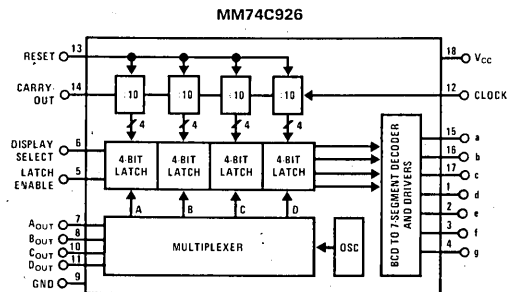 MM74C926
RESET 13
18 VCC
CARRY-OUT 14
÷10 ÷10 ÷10 ÷10
12 CLOCK
4 4 4 4
DISPLAY SELECT 6
LATCH ENABLE 5
4-BIT LATCH 4-BIT LATCH 4-BIT LATCH 4-BIT LATCH
BCD TO 7-SEGMENT DECODER AND DRIVERS
15 a
16 b
17 c
1 d
2 e
3 f
4 g
A B C D
AOUT 7
BOUT 8
COUT 10
DOUT 11
MULTIPLEXER
OSC
GND 9